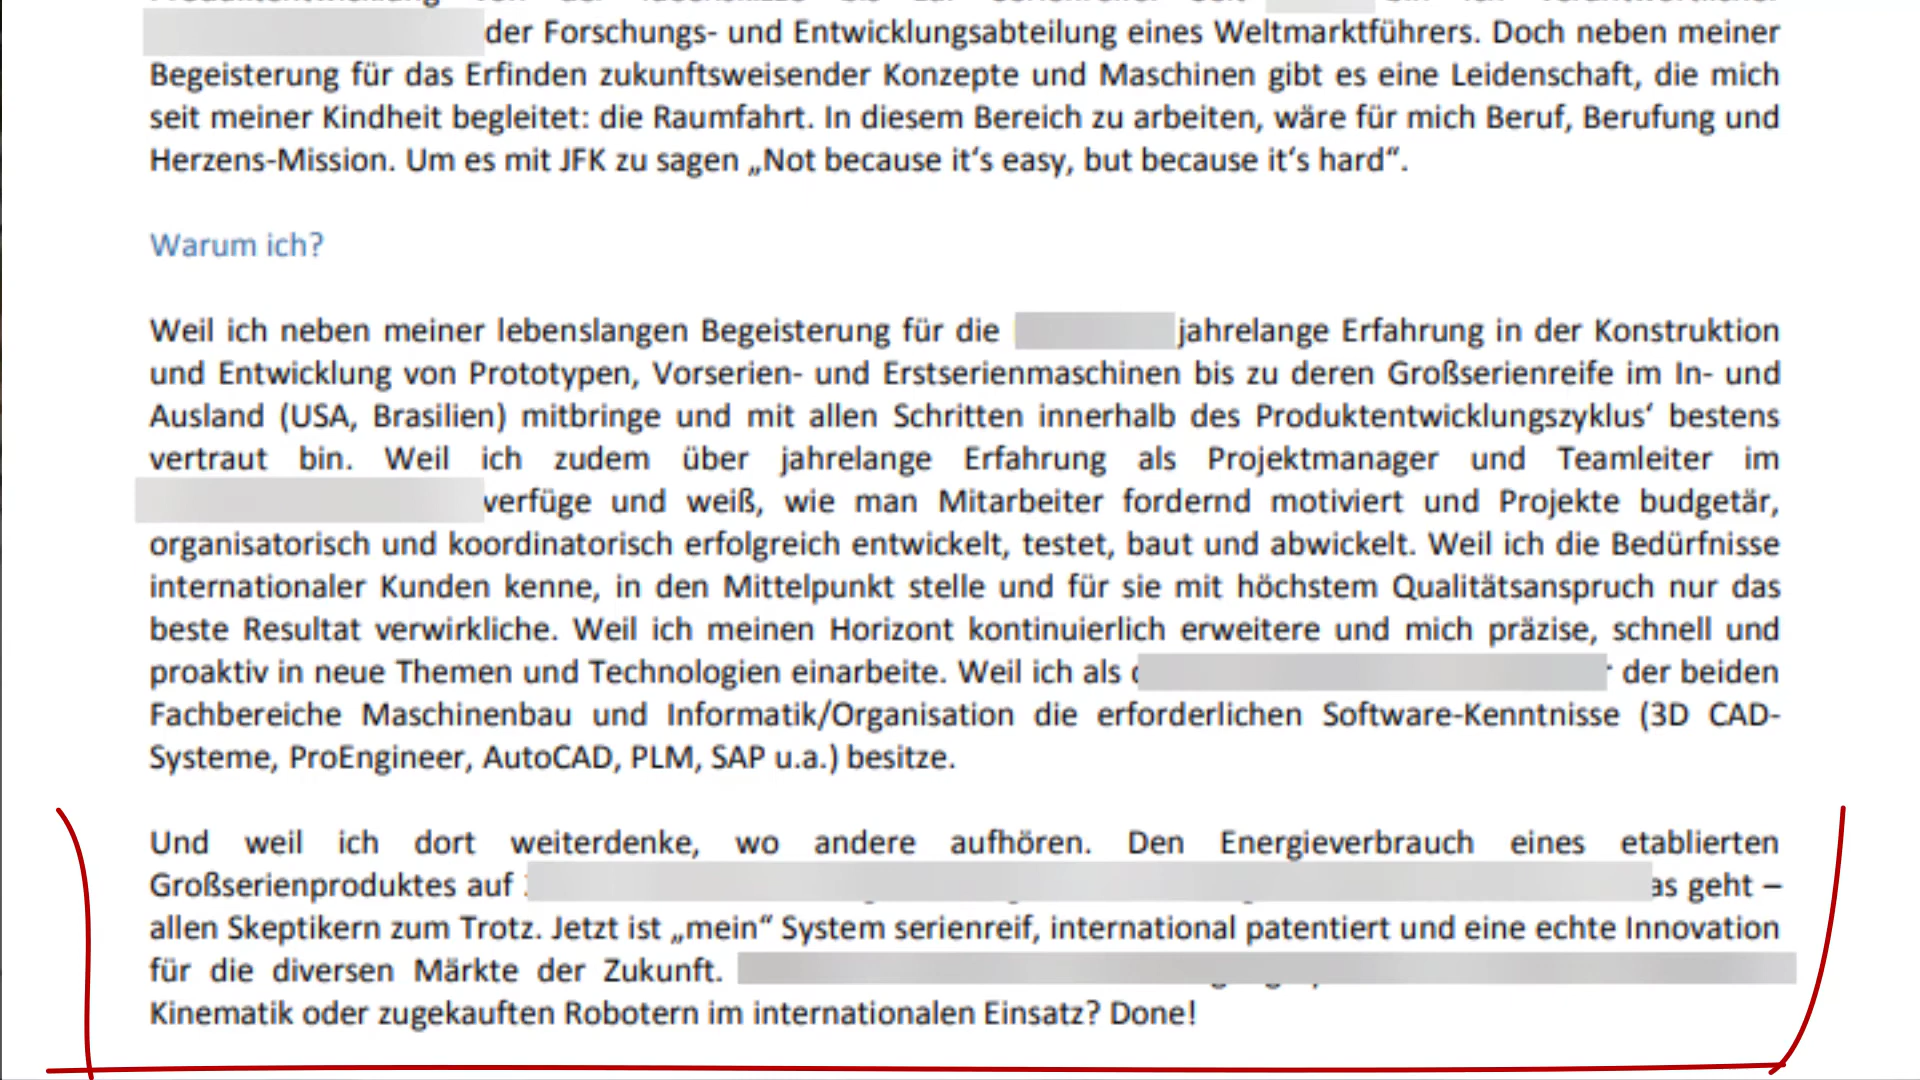 der Forschungs- und Entwicklungsabteilung eines Weltmarktführers. Doch neben meiner
Begeisterung für das Erfinden zukunftsweisender Konzepte und Maschinen gibt es eine Leidenschaft, die mich
seit meiner Kindheit begleitet: die Raumfahrt. In diesem Bereich zu arbeiten, wäre für mich Beruf, Berufung und
Herzens-Mission. Um es mit JFK zu sagen „Not because it‘s easy, but because it‘s hard“.
Warum ich?
Weil ich neben meiner lebenslangen Begeisterung für die jahrelange Erfahrung in der Konstruktion
und Entwicklung von Prototypen, Vorserien- und Erstserienmaschinen bis zu deren Großserienreife im In- und
Ausland (USA, Brasilien) mitbringe und mit allen Schritten innerhalb des Produktentwicklungszyklus‘ bestens
vertraut bin. Weil ich zudem über jahrelange Erfahrung als Projektmanager und Teamleiter im
verfüge und weiß, wie man Mitarbeiter fordernd motiviert und Projekte budgetär,
organisatorisch und koordinatorisch erfolgreich entwickelt, testet, baut und abwickelt. Weil ich die Bedürfnisse
internationaler Kunden kenne, in den Mittelpunkt stelle und für sie mit höchstem Qualitätsanspruch nur das
beste Resultat verwirkliche. Weil ich meinen Horizont kontinuierlich erweitere und mich präzise, schnell und
proaktiv in neue Themen und Technologien einarbeite. Weil ich als der beiden
Fachbereiche Maschinenbau und Informatik/Organisation die erforderlichen Software-Kenntnisse (3D CAD-
Systeme, ProEngineer, AutoCAD, PLM, SAP u.a.) besitze.
Und weil ich dort weiterdenke, wo andere aufhören. Den Energieverbrauch eines etablierten
Großserienproduktes auf geht –
allen Skeptikern zum Trotz. Jetzt ist „mein“ System serienreif, international patentiert und eine echte Innovation
für die diversen Märkte der Zukunft.
Kinematik oder zugekauften Robotern im internationalen Einsatz? Done!